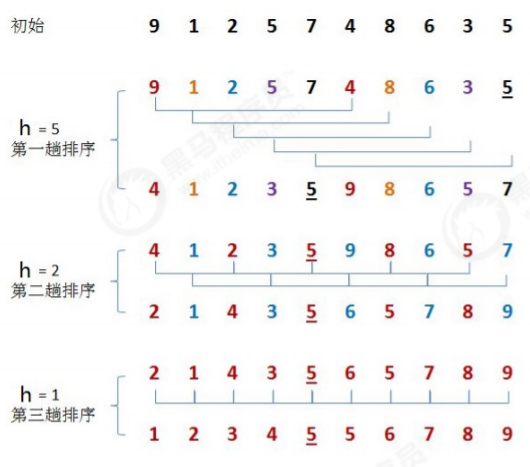 初始 9 1 2 5 7 4 8 6 3 5
9 1 2 5 7 4 8 6 3 5
h = 5
第一趟排序
4 1 2 3 5 9 8 6 5 7
4 1 2 3 5 9 8 6 5 7
h = 2
第二趟排序
2 1 4 3 5 6 5 7 8 9
2 1 4 3 5 6 5 7 8 9
h = 1
第三趟排序
1 2 3 4 5 5 6 7 8 9
黑马程序员
www.itheima.com